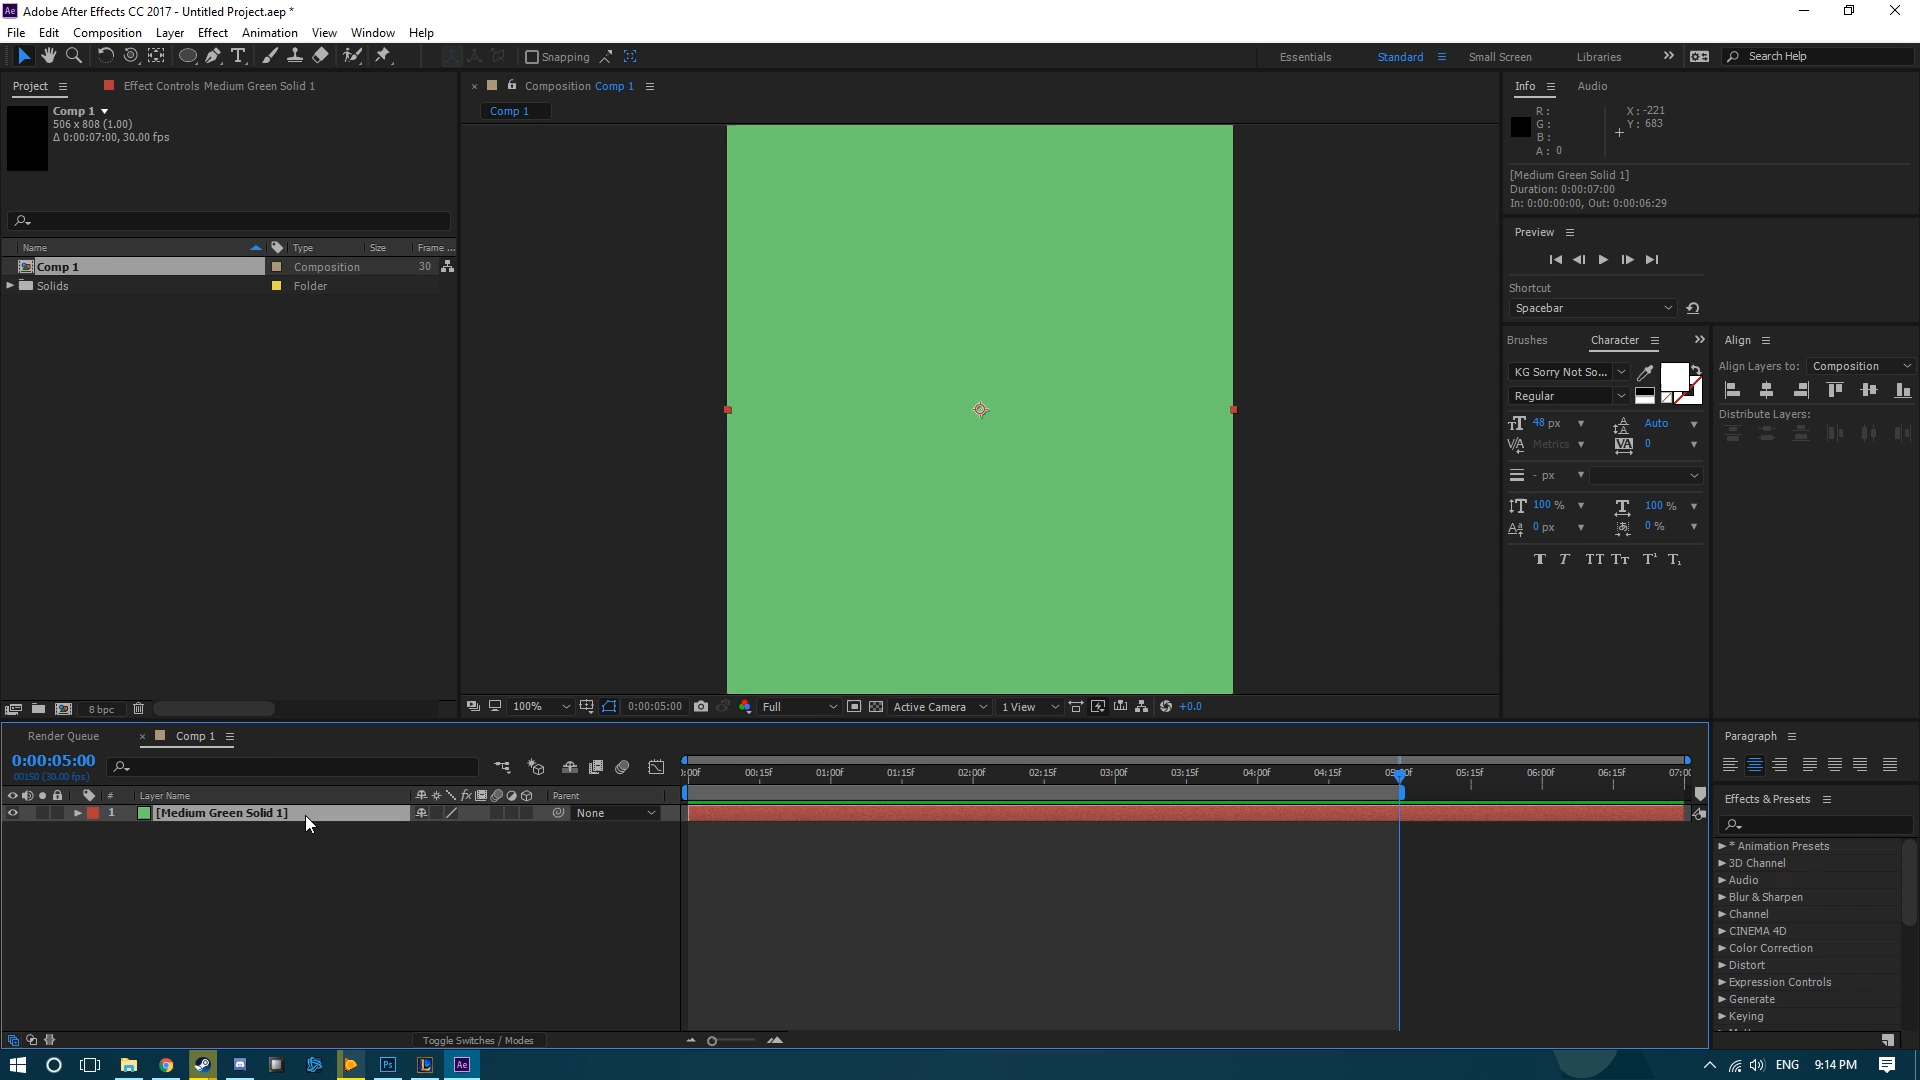 Adobe After Effects CC 2017 - Untitled Project.aep *
File Edit Composition Layer Effect Animation View Window Help
Snapping
Essentials Standard Small Screen Libraries Search Help
Project Effect Controls Medium Green Solid 1
Comp 1
506 x 808 (1.00)
Δ 0:00:07:00, 30.00 fps
Name Type Size Frame ...
Comp 1 Composition 30
Solids Folder
8 bpc
Composition Comp 1
Comp 1
100% 0:00:05:00 Full Active Camera 1 View +0.0
Info Audio
R:
G:
B:
A: 0
X: -221
Y: 683
[Medium Green Solid 1]
Duration: 0:00:07:00
In: 0:00:00:00, Out: 0:00:06:29
Preview
Shortcut
Spacebar
Brushes Character
KG Sorry Not So...
Regular
48 px Auto
Metrics 0
- px
100 % 100 %
0 px 0 %
Align
Align Layers to: Composition
Distribute Layers:
Render Queue Comp 1
0:00:05:00
00150 (30.00 fps)
# Layer Name Parent
1 [Medium Green Solid 1] None
):00f 00:15f 01:00f 01:15f 02:00f 02:15f 03:00f 03:15f 04:00f 04:15f 05:00f 05:15f 06:00f 06:15f 07:0(
Toggle Switches / Modes
Paragraph
Effects & Presets
* Animation Presets
3D Channel
Audio
Blur & Sharpen
Channel
CINEMA 4D
Color Correction
Distort
Expression Controls
Generate
Keying
ENG 9:14 PM